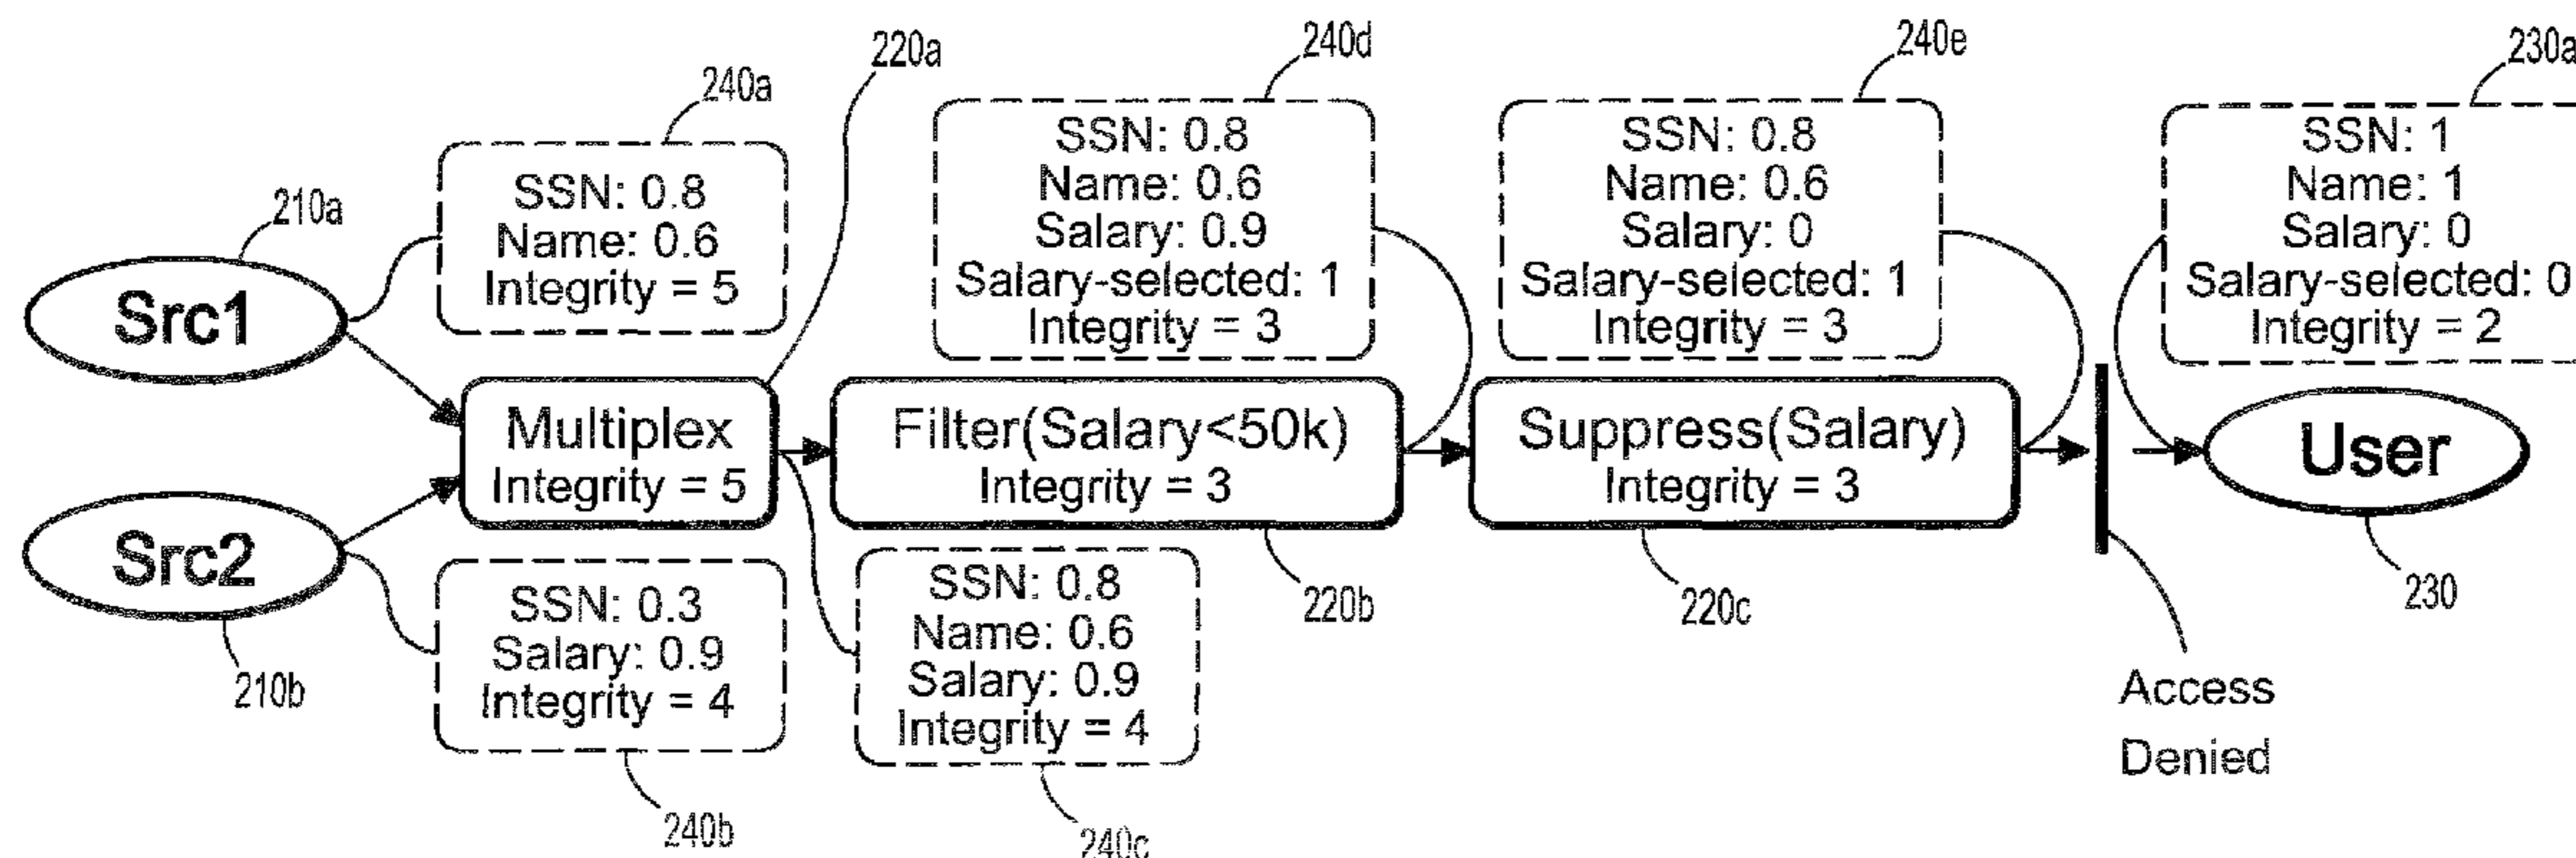 240d
240e
230a
220a
240a
SSN: 0.8
Name: 0.6
Salary: 0.9
Salary-selected: 1
Integrity = 3
SSN: 0.8
Name: 0.6
Salary: 0
Salary-selected: 1
Integrity = 3
SSN: 1
Name: 1
Salary: 0
Salary-selected: 0
Integrity = 2
210a
SSN: 0.8
Name: 0.6
Integrity = 5
Src1
Multiplex
Integrity = 5
Filter(Salary<50k)
Integrity = 3
Suppress(Salary)
Integrity = 3
User
Src2
210b
SSN: 0.3
Salary: 0.9
Integrity = 4
240b
SSN: 0.8
Name: 0.6
Salary: 0.9
Integrity = 4
240c
220b
220c
230
Access
Denied